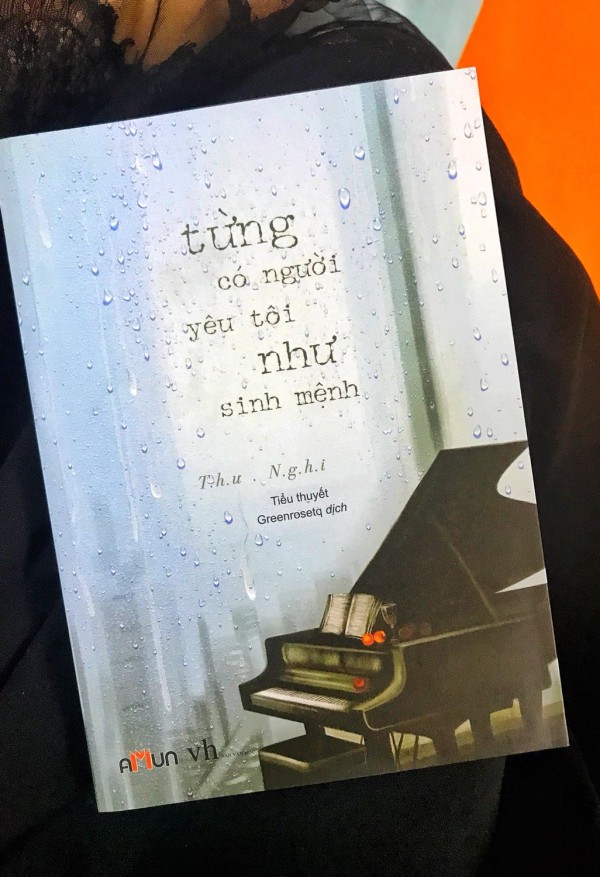 từng
có người
yêu tôi
như
sinh mệnh
T.h.ư . N.g.h.i
Tiểu thuyết
Greenrosetq dịch
AMUN vh